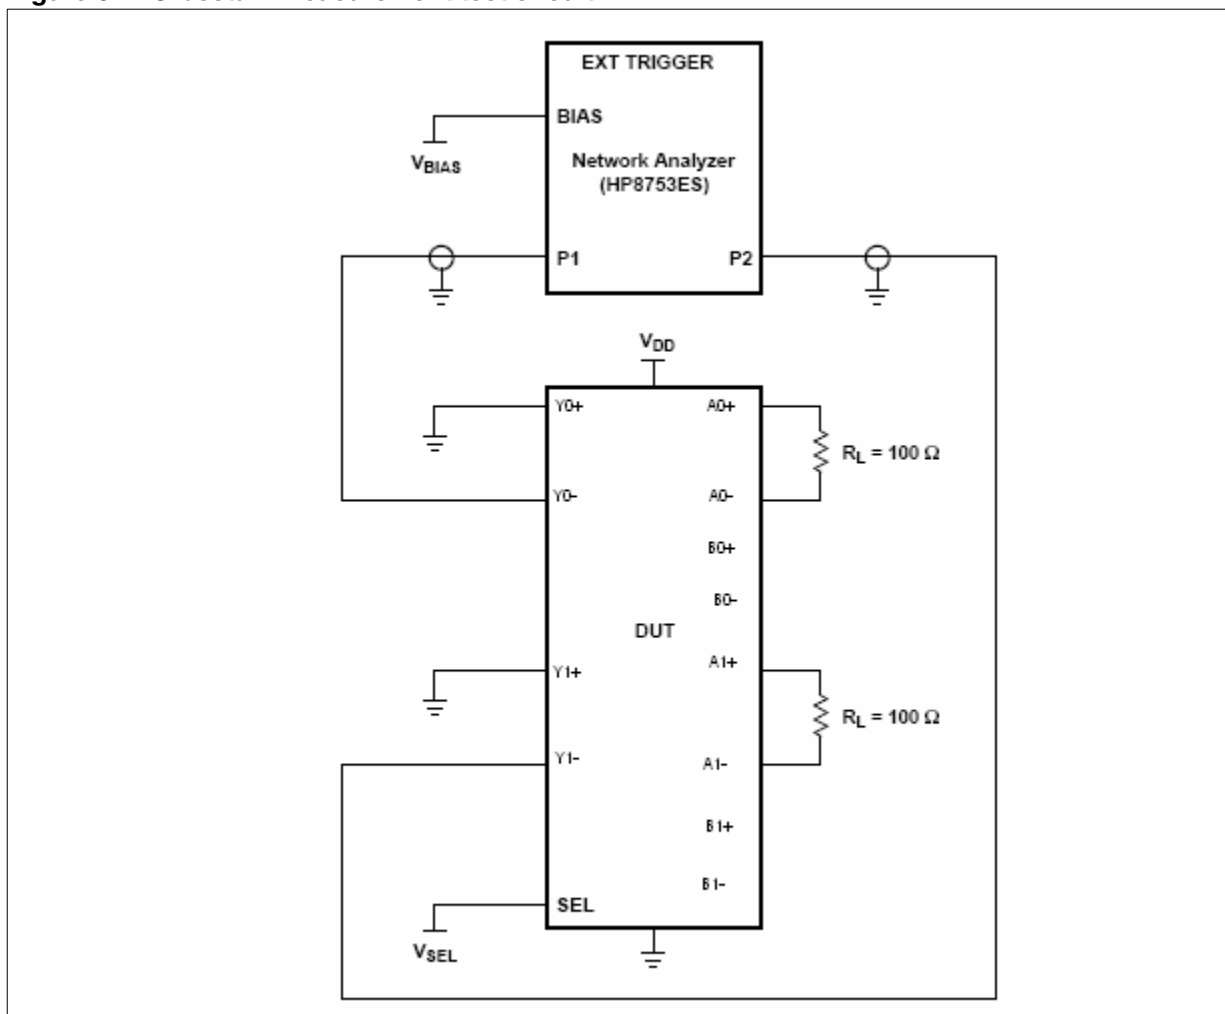 EXT TRIGGER
BIAS
VBIAS
Network Analyzer
(HP8753ES)
P1
P2
VDD
Y0+
A0+
RL = 100 Ω
Y0-
A0-
B0+
B0-
DUT
Y1+
A1+
RL = 100 Ω
Y1-
A1-
B1+
B1-
SEL
VSEL